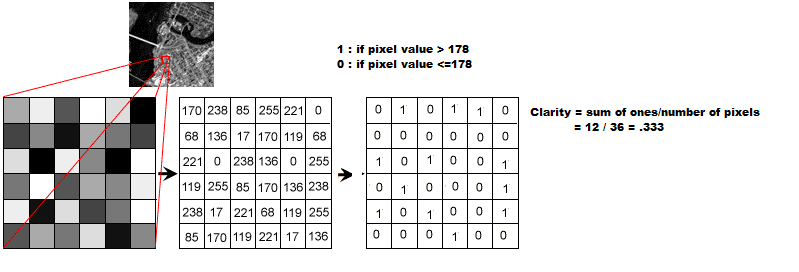 1 : if pixel value > 178
0 : if pixel value <=178
170 238 85 255 221 0
68 136 17 170 119 68
221 0 238 136 0 255
119 255 85 170 136 238
238 17 221 68 119 255
85 170 119 221 17 136
0 1 0 1 1 0
0 0 0 0 0 0
1 0 1 0 0 1
0 1 0 0 0 1
1 0 1 0 0 1
0 0 0 1 0 0
Clarity = sum of ones/number of pixels
= 12 / 36 = .333